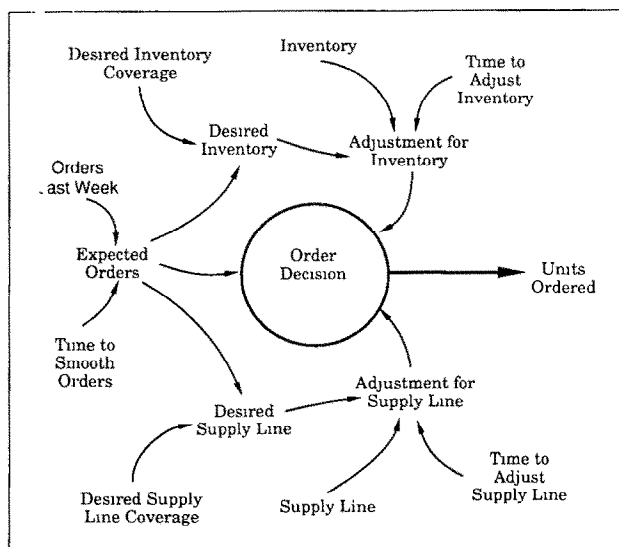 Desired Inventory
Coverage
Inventory
Time to
Adjust
Inventory
Desired
Inventory
Adjustment for
Inventory
Orders
ast Week
Expected
Orders
Order
Decision
Units
Ordered
Time to
Smooth
Orders
Desired
Supply Line
Adjustment for
Supply Line
Desired Supply
Line Coverage
Supply Line
Time to
Adjust
Supply Line